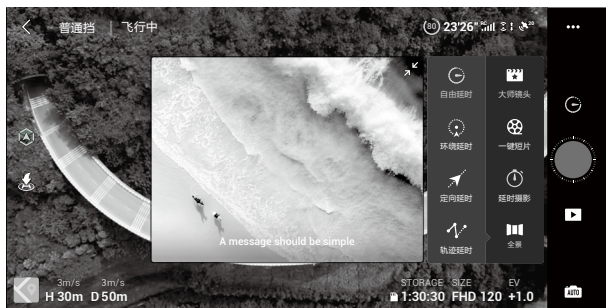 普通挡 飞行中 80 23'26" 20
自由延时 大师镜头
环绕延时 一键短片
定向延时 延时摄影
轨迹延时 全景
A message should be simple
3m/s 3m/s STORAGE SIZE EV
H 30m D 50m 1:30:30 FHD 120 +1.0
AUTO